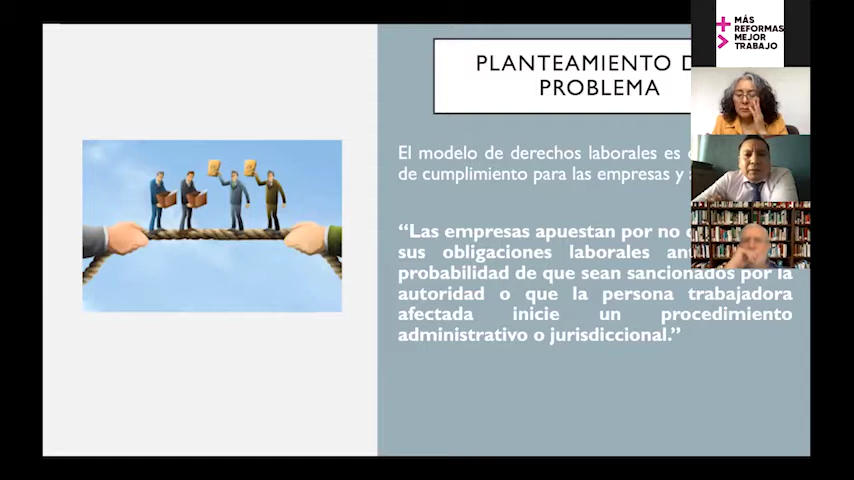 PLANTEAMIENTO D
PROBLEMA
El modelo de derechos laborales es
de cumplimiento para las empresas y
“Las empresas apuestan por no
sus obligaciones laborales
probabilidad de que sean sancionados por la
autoridad o que la persona trabajadora
afectada inicie un procedimiento
administrativo o jurisdiccional.”
MÁS
REFORMAS
MEJOR
TRABAJO